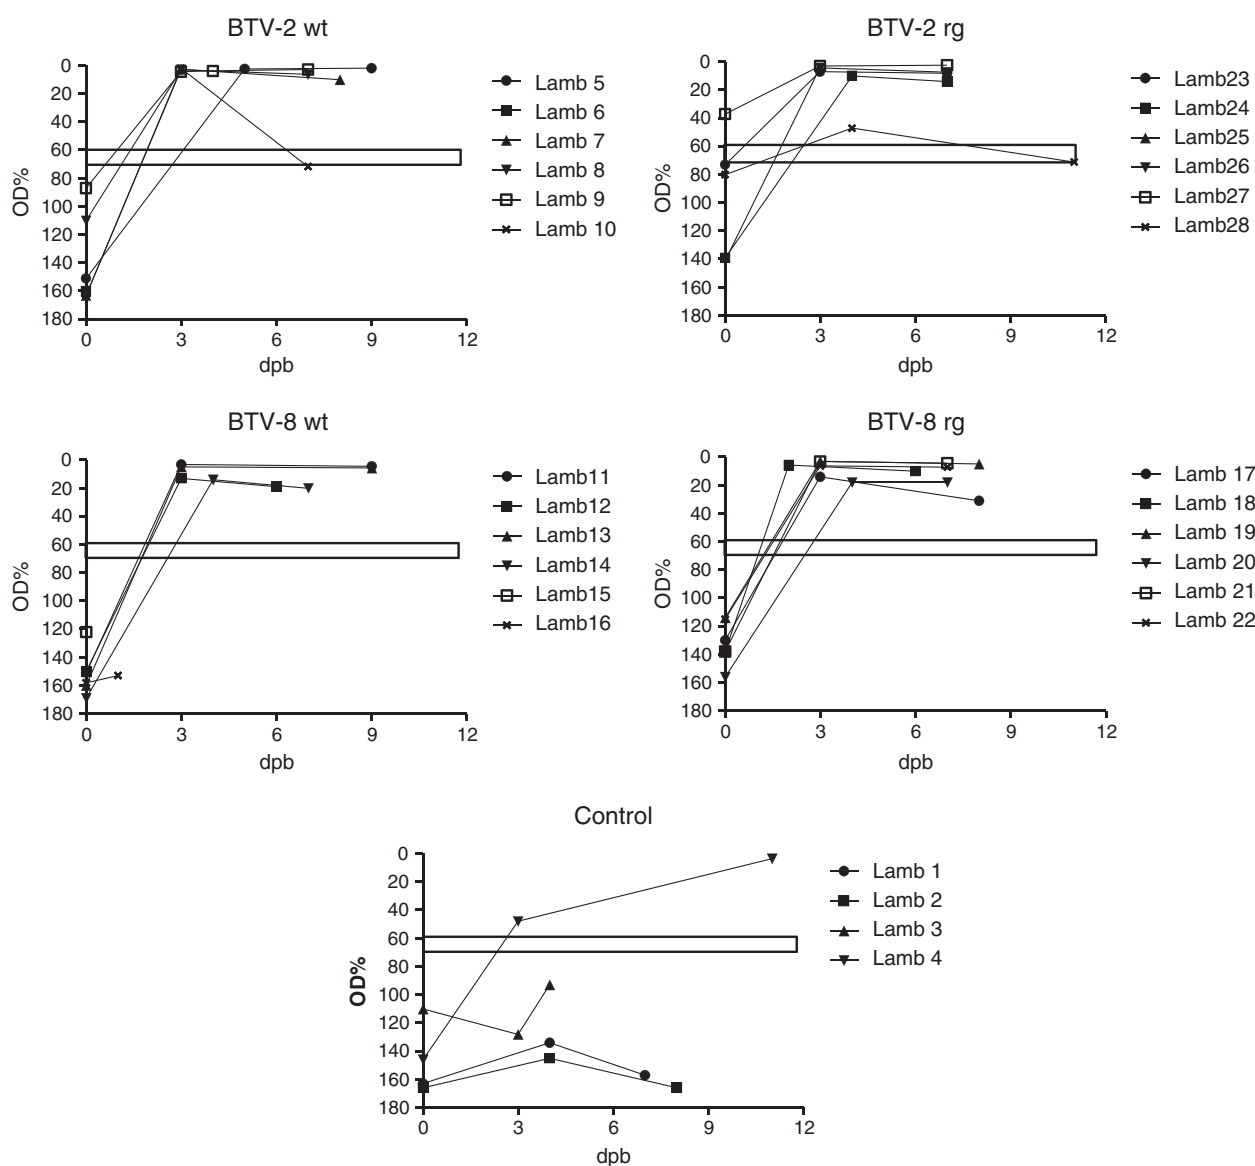 BTV-2 wt
OD%
0
20
40
60
80
100
120
140
160
180
0 3 6 9 12
dpb
Lamb 5
Lamb 6
Lamb 7
Lamb 8
Lamb 9
Lamb 10
BTV-2 rg
OD%
0
20
40
60
80
100
120
140
160
180
0 3 6 9 12
dpb
Lamb23
Lamb24
Lamb25
Lamb26
Lamb27
Lamb28
BTV-8 wt
OD%
0
20
40
60
80
100
120
140
160
180
0 3 6 9 12
dpb
Lamb11
Lamb12
Lamb13
Lamb14
Lamb15
Lamb16
BTV-8 rg
OD%
0
20
40
60
80
100
120
140
160
180
0 3 6 9 12
dpb
Lamb 17
Lamb 18
Lamb 19
Lamb 20
Lamb 21
Lamb 22
Control
OD%
0
20
40
60
80
100
120
140
160
180
0 3 6 9 12
dpb
Lamb 1
Lamb 2
Lamb 3
Lamb 4